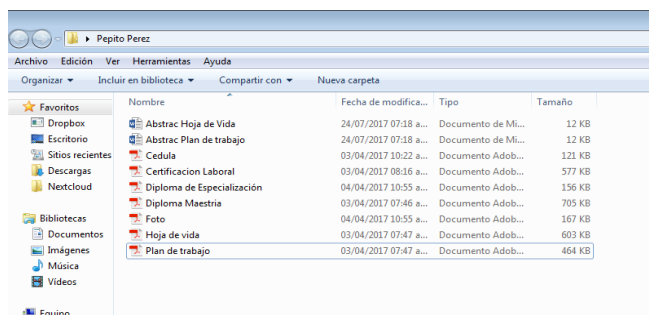 Pepito Perez
Archivo Edición Ver Herramientas Ayuda
Organizar Incluir en biblioteca Compartir con Nueva carpeta
Favoritos
Dropbox
Escritorio
Sitios recientes
Descargas
Nextcloud
Bibliotecas
Documentos
Imágenes
Música
Vídeos
Equipo
Nombre Fecha de modifica... Tipo Tamaño
Abstrac Hoja de Vida 24/07/2017 07:18 a... Documento de Mi... 12 KB
Abstrac Plan de trabajo 24/07/2017 07:18 a... Documento de Mi... 12 KB
Cedula 03/04/2017 10:22 a... Documento Adob... 121 KB
Certificacion Laboral 03/04/2017 08:16 a... Documento Adob... 577 KB
Diploma de Especialización 04/04/2017 10:55 a... Documento Adob... 156 KB
Diploma Maestria 03/04/2017 07:46 a... Documento Adob... 705 KB
Foto 04/04/2017 10:55 a... Documento Adob... 167 KB
Hoja de vida 03/04/2017 07:47 a... Documento Adob... 603 KB
Plan de trabajo 03/04/2017 07:47 a... Documento Adob... 464 KB